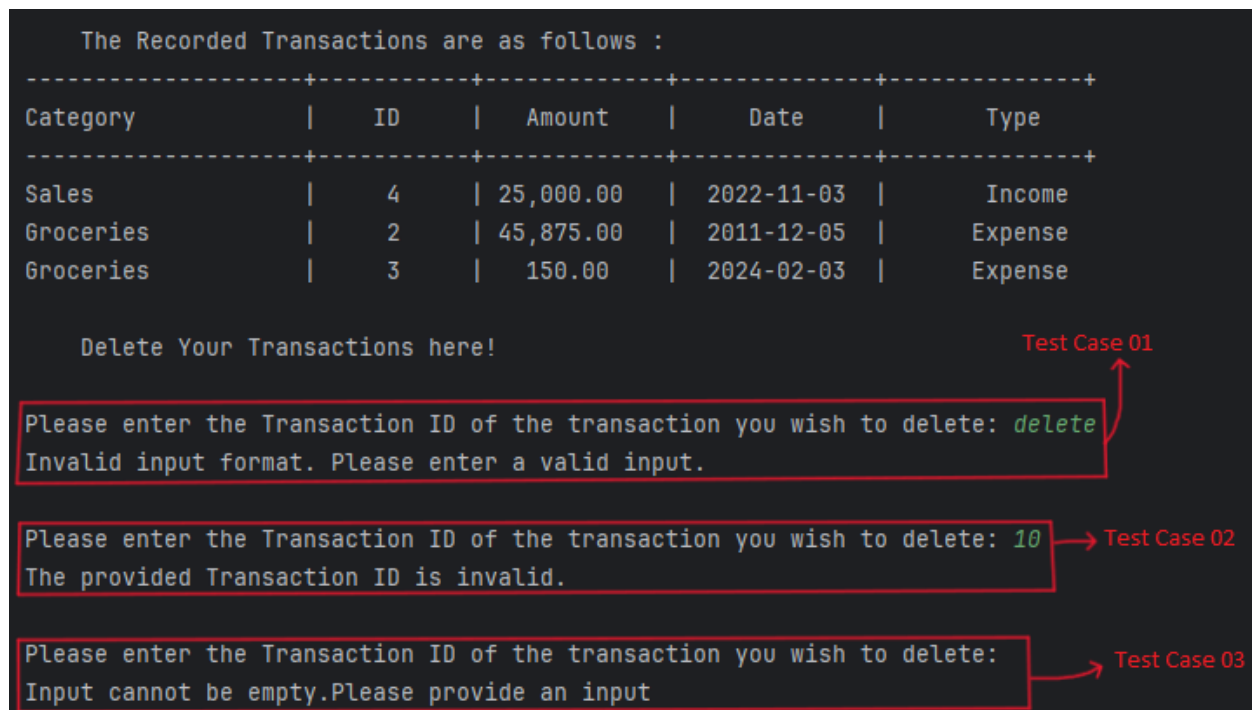 The Recorded Transactions are as follows :
--------------------+-----------+-------------+--------------+--------------+
Category | ID | Amount | Date | Type
--------------------+-----------+-------------+--------------+--------------+
Sales | 4 | 25,000.00 | 2022-11-03 | Income
Groceries | 2 | 45,875.00 | 2011-12-05 | Expense
Groceries | 3 | 150.00 | 2024-02-03 | Expense
Delete Your Transactions here!
Test Case 01
Please enter the Transaction ID of the transaction you wish to delete: delete
Invalid input format. Please enter a valid input.
Please enter the Transaction ID of the transaction you wish to delete: 10
Test Case 02
The provided Transaction ID is invalid.
Please enter the Transaction ID of the transaction you wish to delete:
Test Case 03
Input cannot be empty.Please provide an input